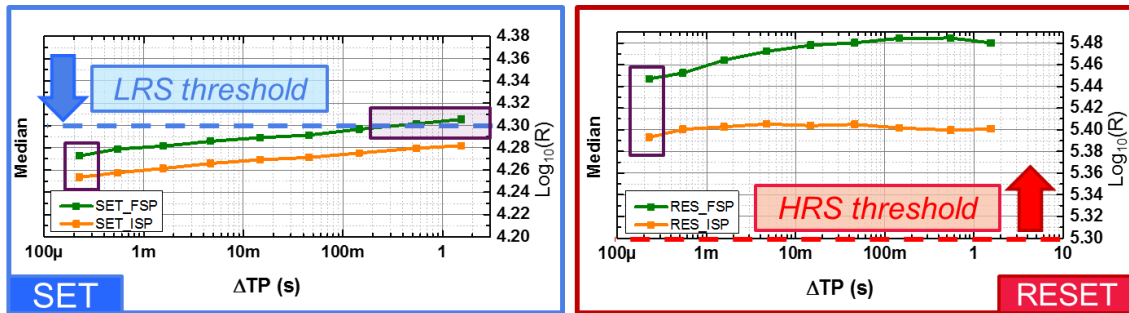 4.38
4.36
4.34
4.32
4.30
4.28
4.26
4.24
4.22
4.20
Log10(R)
Median
LRS threshold
SET_FSP
SET_ISP
100µ
1m
10m
100m
1
ΔTP (s)
SET
5.48
5.46
5.44
5.42
5.40
5.38
5.36
5.34
5.32
5.30
Log10(R)
Median
RES_FSP
RES_ISP
HRS threshold
100µ
1m
10m
100m
1
10
ΔTP (s)
RESET